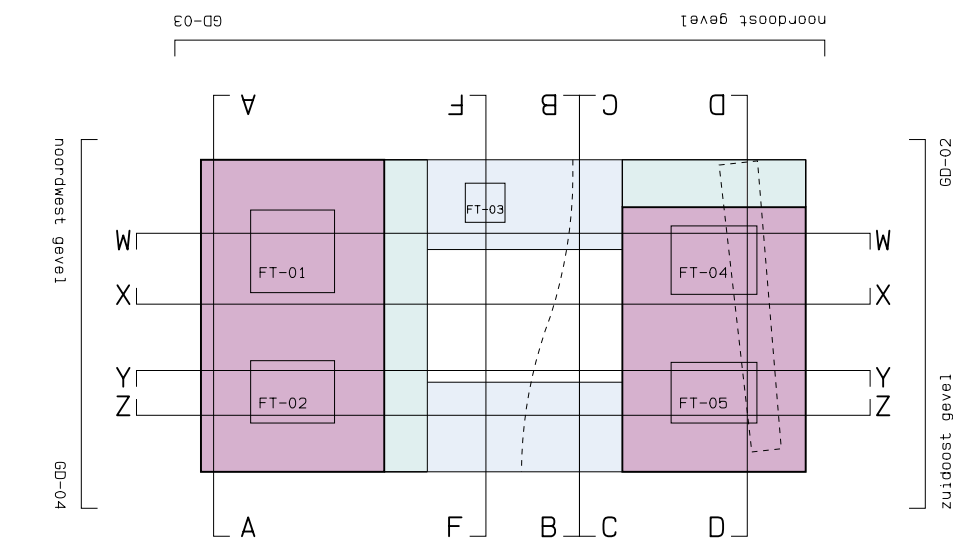 GD-03
noordoost gevel
A
F
B
C
D
noordwest gevel
GD-02
FT-03
W
W
FT-01
FT-04
X
X
Y
Y
FT-02
FT-05
Z
Z
GD-04
zuidoost gevel
A
F
B
C
D